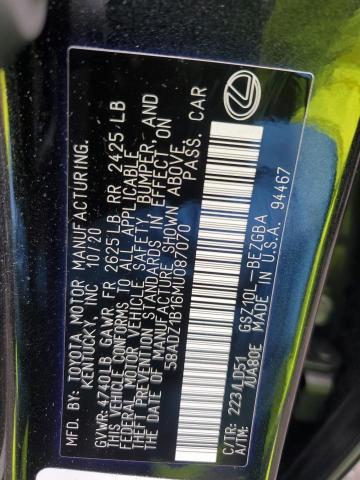 MFD. BY: TOYOTA MOTOR MANUFACTURING.
KENTUCKY, INC 10/20
GVWR 4740LB GAWR FR 2625LB RR 2425LB
THIS VEHICLE CONFORMS TO ALL APPLICABLE
FEDERAL MOTOR VEHICLE SAFETY, BUMPER, AND
THEFT PREVENTION STANDARDS IN EFFECT ON THE
DATE OF MANUFACTURE SHOWN ABOVE
58ADZ1B16MU087070 PASS. CAR
GSZ10L-BEZGBA
C/TR: 223 LD51 MADE IN U.S.A. 94467
A/TM: UA80E